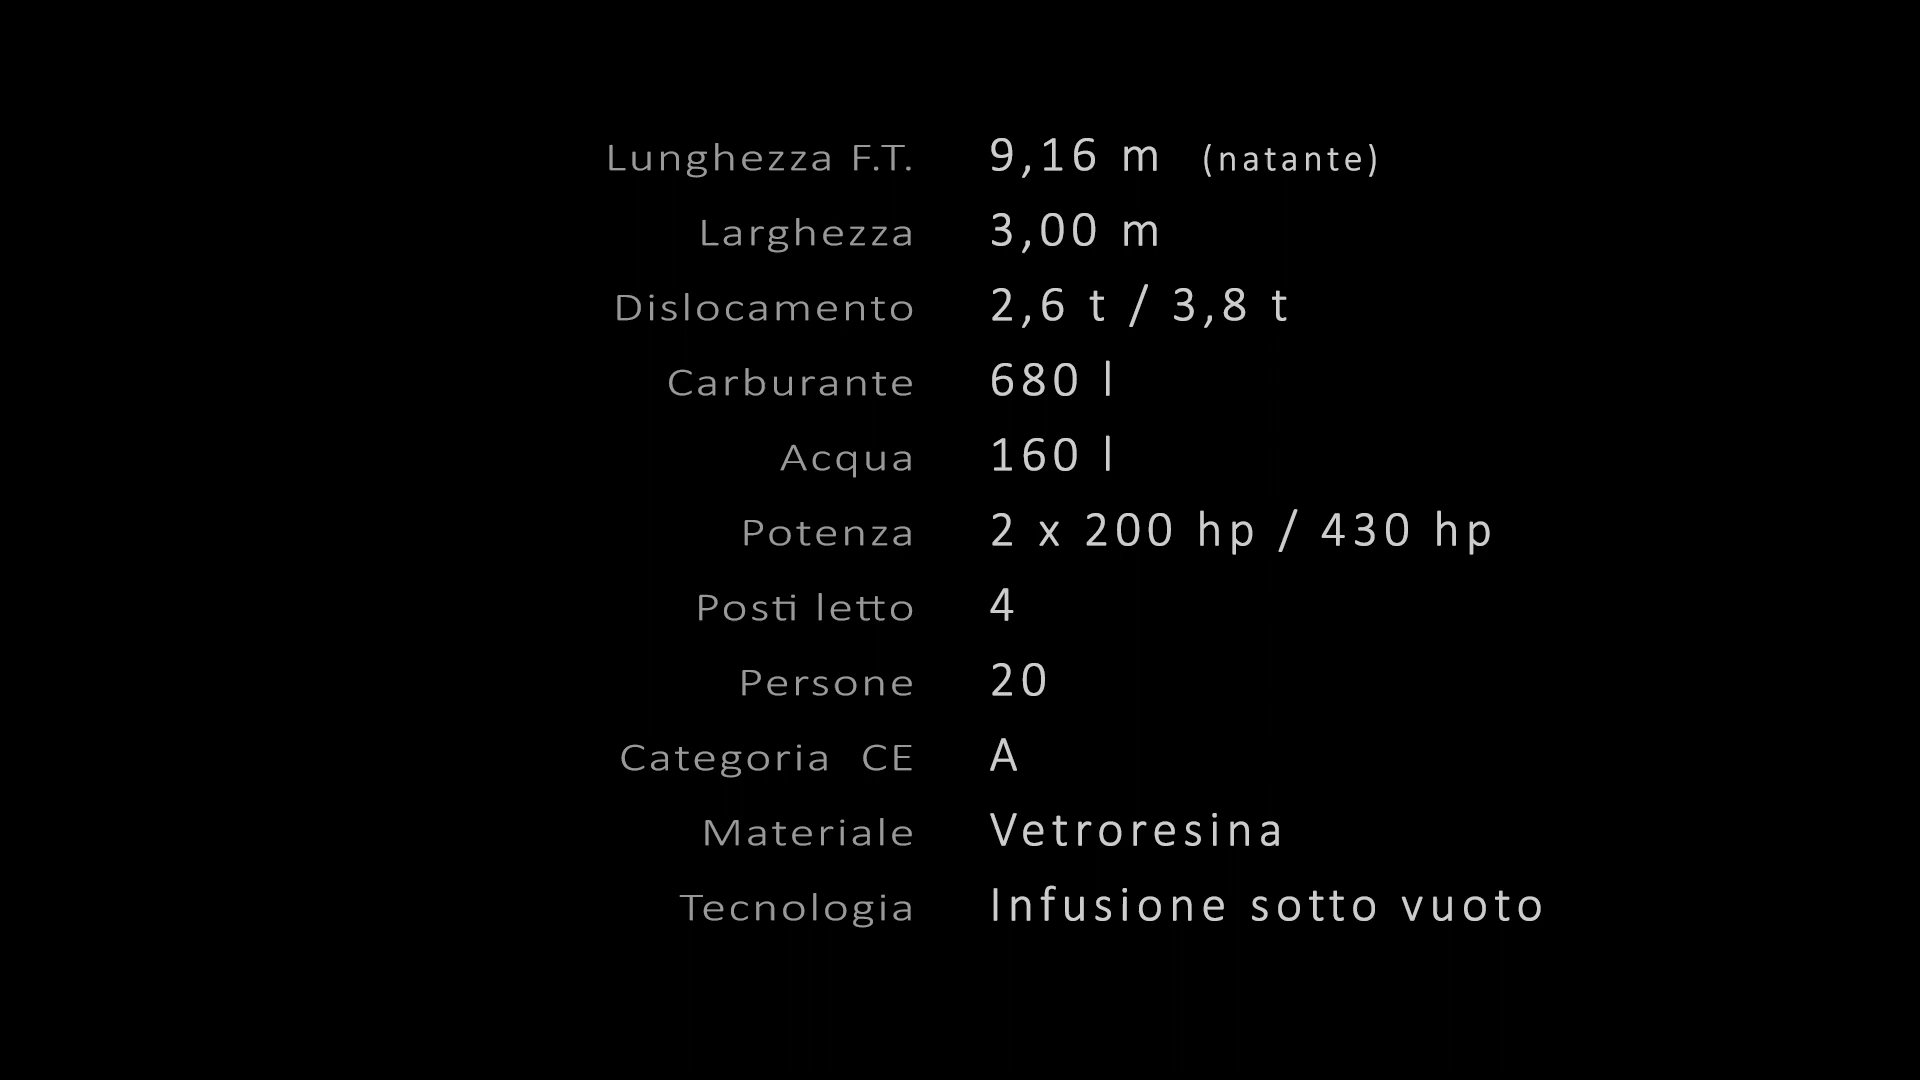 Lunghezza F.T. 9,16 m (natante)
Larghezza 3,00 m
Dislocamento 2,6 t / 3,8 t
Carburante 680 l
Acqua 160 l
Potenza 2 x 200 hp / 430 hp
Posti letto 4
Persone 20
Categoria CE A
Materiale Vetroresina
Tecnologia Infusione sotto vuoto